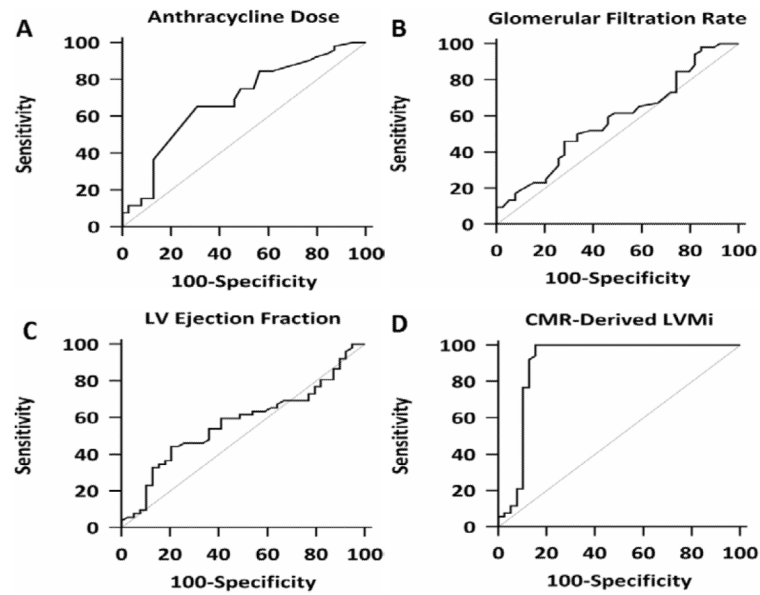 A
Anthracycline Dose
Sensitivity
100
80
60
40
20
0
0 20 40 60 80 100
100-Specificity
B
Glomerular Filtration Rate
Sensitivity
100
80
60
40
20
0
0 20 40 60 80 100
100-Specificity
C
LV Ejection Fraction
Sensitivity
100
80
60
40
20
0
0 20 40 60 80 100
100-Specificity
D
CMR-Derived LVMi
Sensitivity
100
80
60
40
20
0
0 20 40 60 80 100
100-Specificity